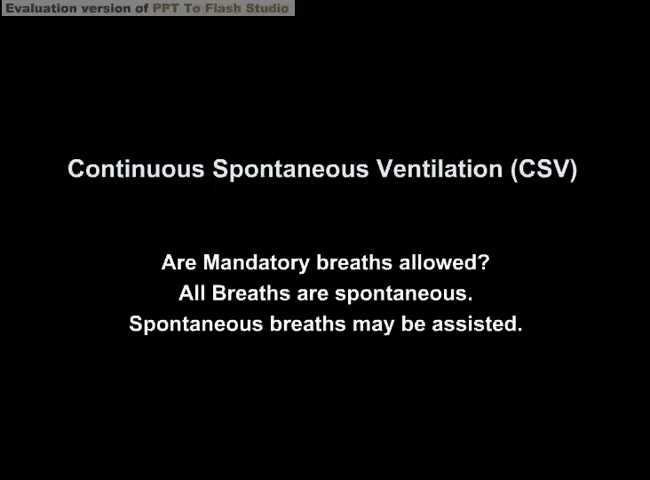 Evaluation version of PPT To Flash Studio
Continuous Spontaneous Ventilation (CSV)
Are Mandatory breaths allowed?
All Breaths are spontaneous.
Spontaneous breaths may be assisted.